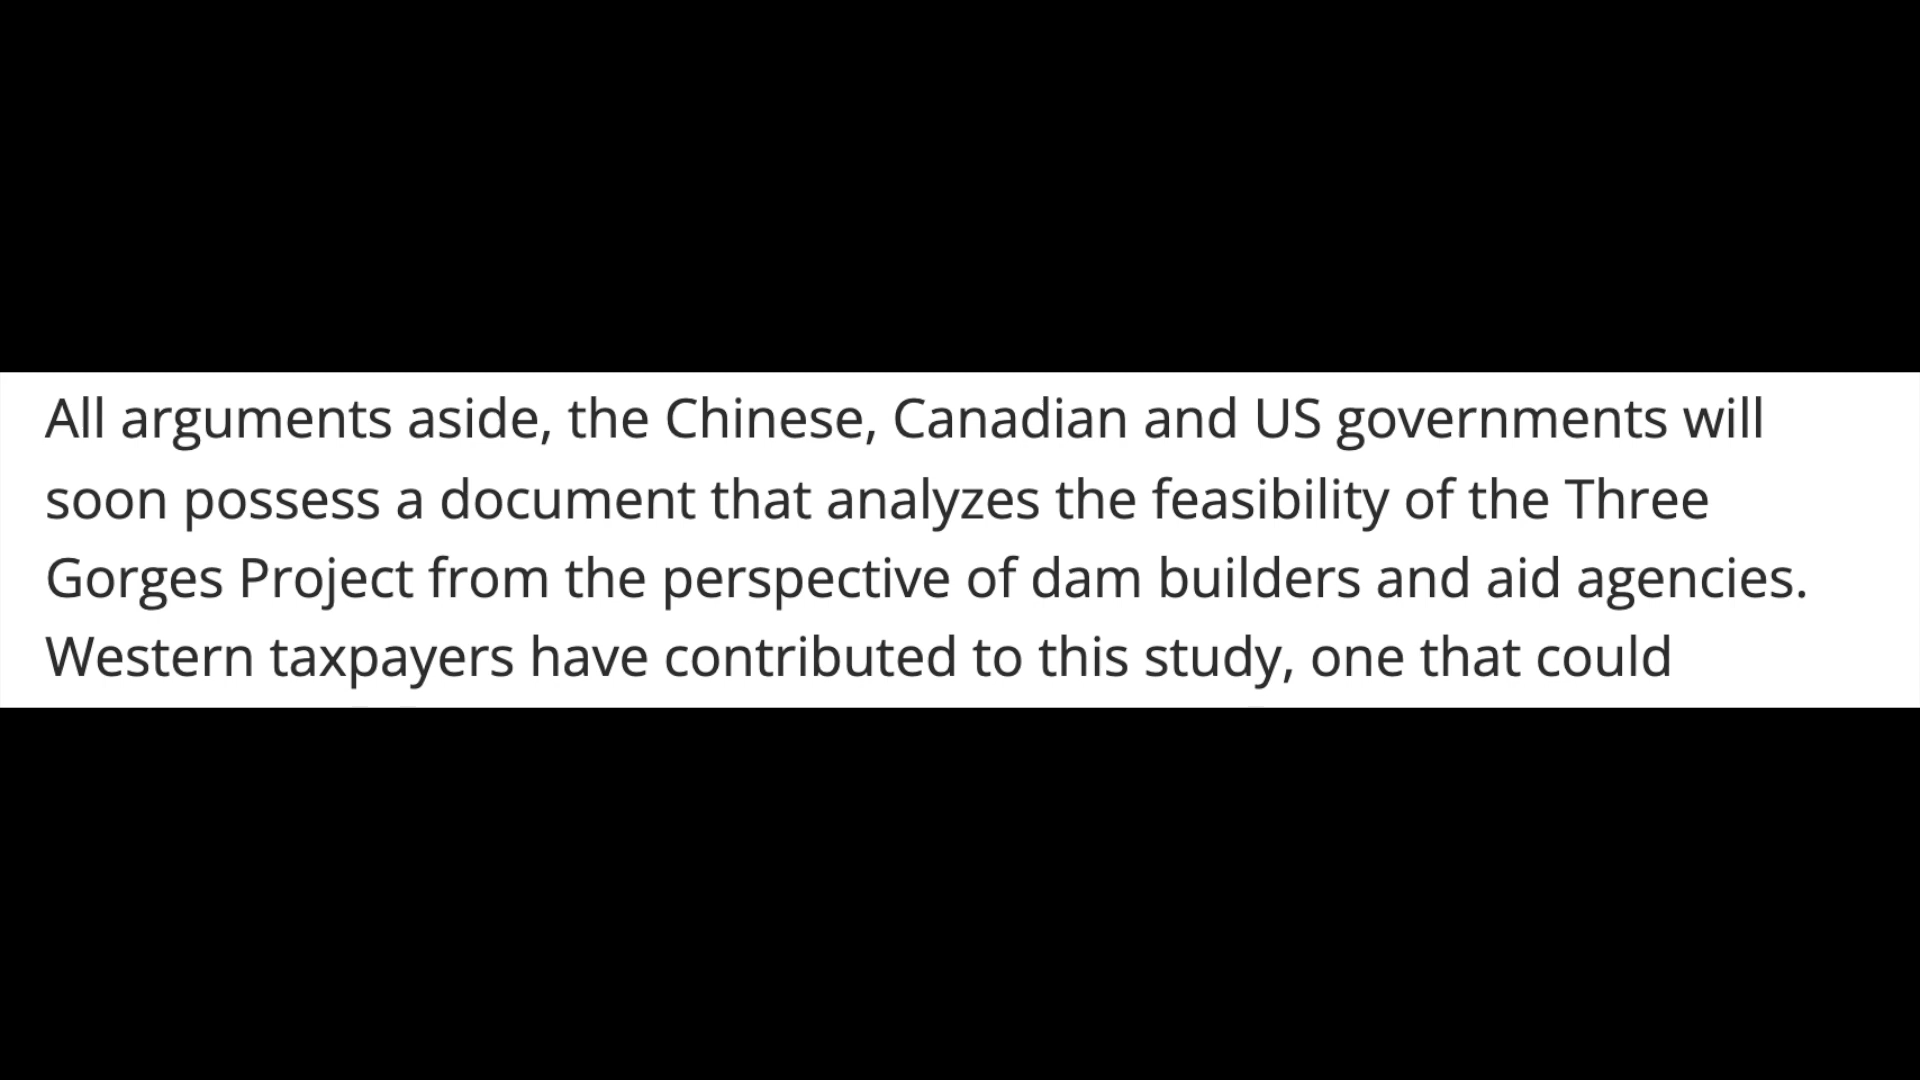 All arguments aside, the Chinese, Canadian and US governments will
soon possess a document that analyzes the feasibility of the Three
Gorges Project from the perspective of dam builders and aid agencies.
Western taxpayers have contributed to this study, one that could